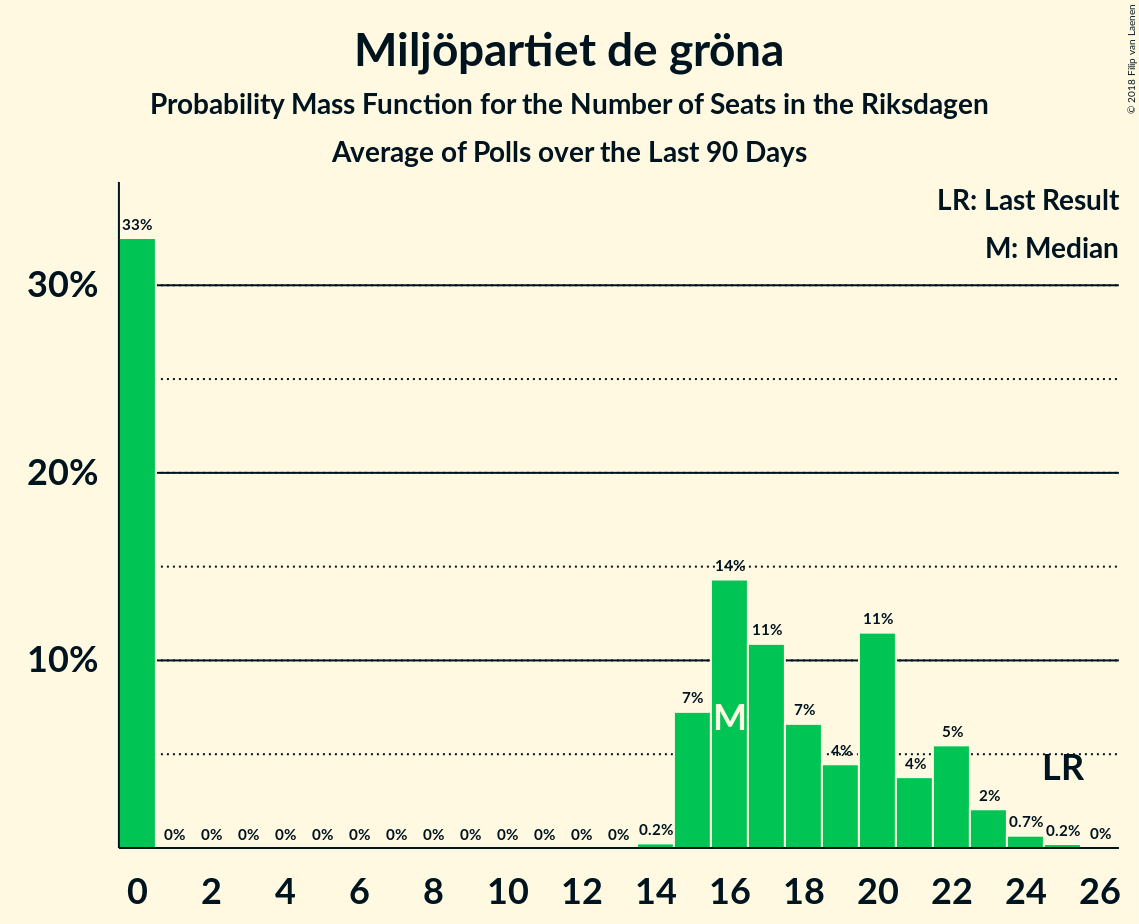 Miljöpartiet de gröna
Probability Mass Function for the Number of Seats in the Riksdagen
Average of Polls over the Last 90 Days
© 2018 Filip van Laenen
LR: Last Result
M: Median
33%
30%
20%
14%
11%
11%
10%
7%
7%
M
5%
4%
4%
LR
2%
0% 0% 0% 0% 0% 0% 0% 0% 0% 0% 0% 0% 0% 0.2% 0.7% 0.2% 0%
0 2 4 6 8 10 12 14 16 18 20 22 24 26